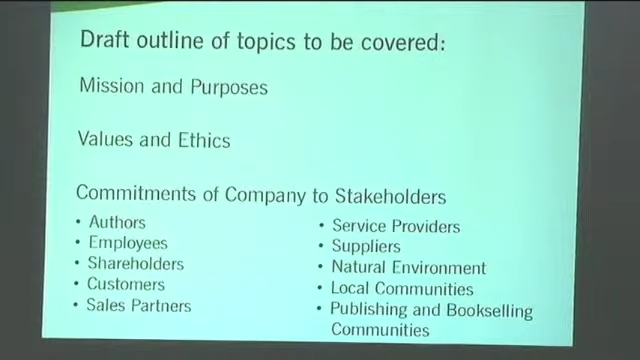 Draft outline of topics to be covered:
Mission and Purposes
Values and Ethics
Commitments of Company to Stakeholders
• Authors
• Employees
• Shareholders
• Customers
• Sales Partners
• Service Providers
• Suppliers
• Natural Environment
• Local Communities
• Publishing and Bookselling
Communities